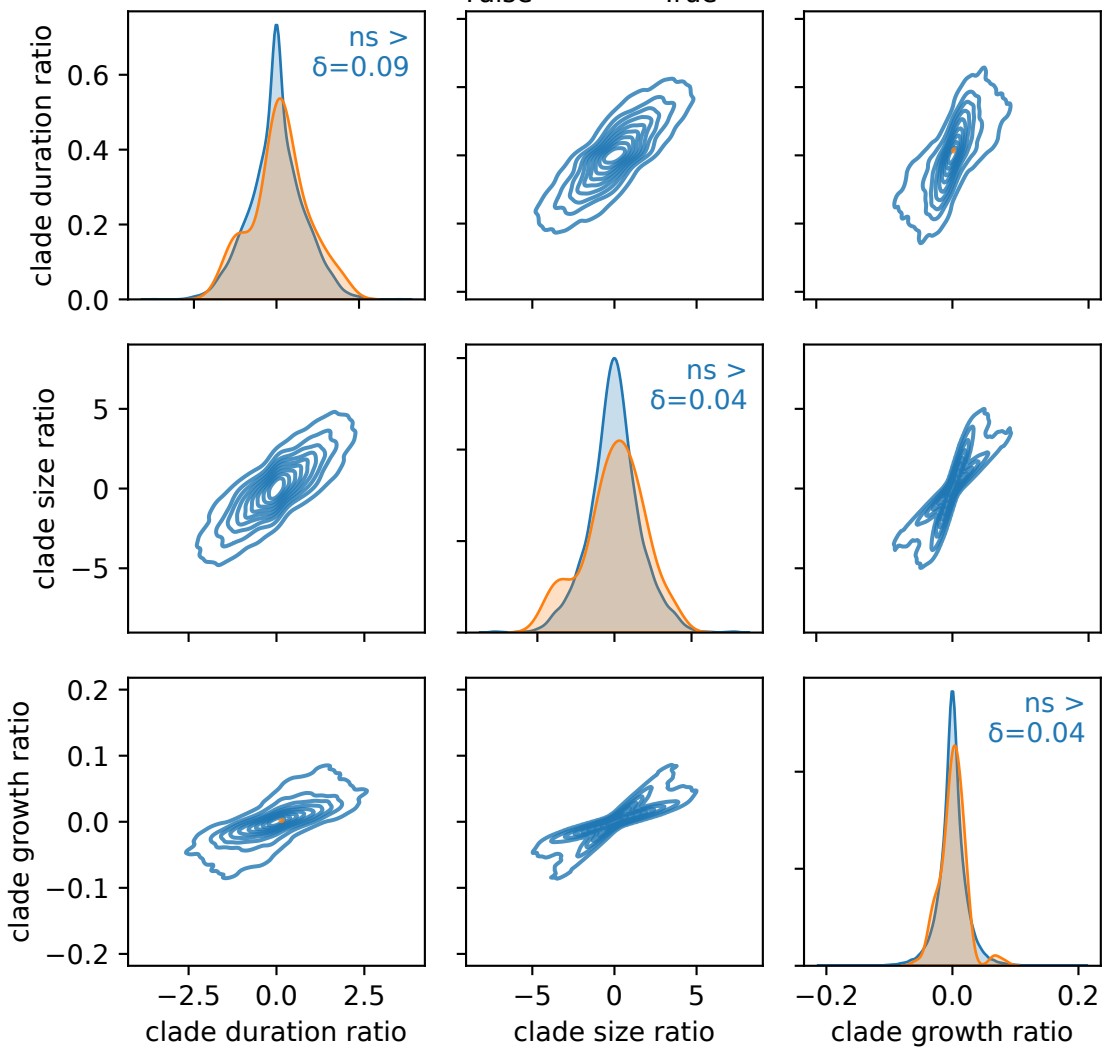 clade duration ratio
0.6
0.4
0.2
0.0
ns >
δ=0.09
clade size ratio
5
0
−5
ns >
δ=0.04
clade growth ratio
0.2
0.1
0.0
−0.1
−0.2
ns >
δ=0.04
−2.5 0.0 2.5
clade duration ratio
−5 0 5
clade size ratio
−0.2 0.0 0.2
clade growth ratio